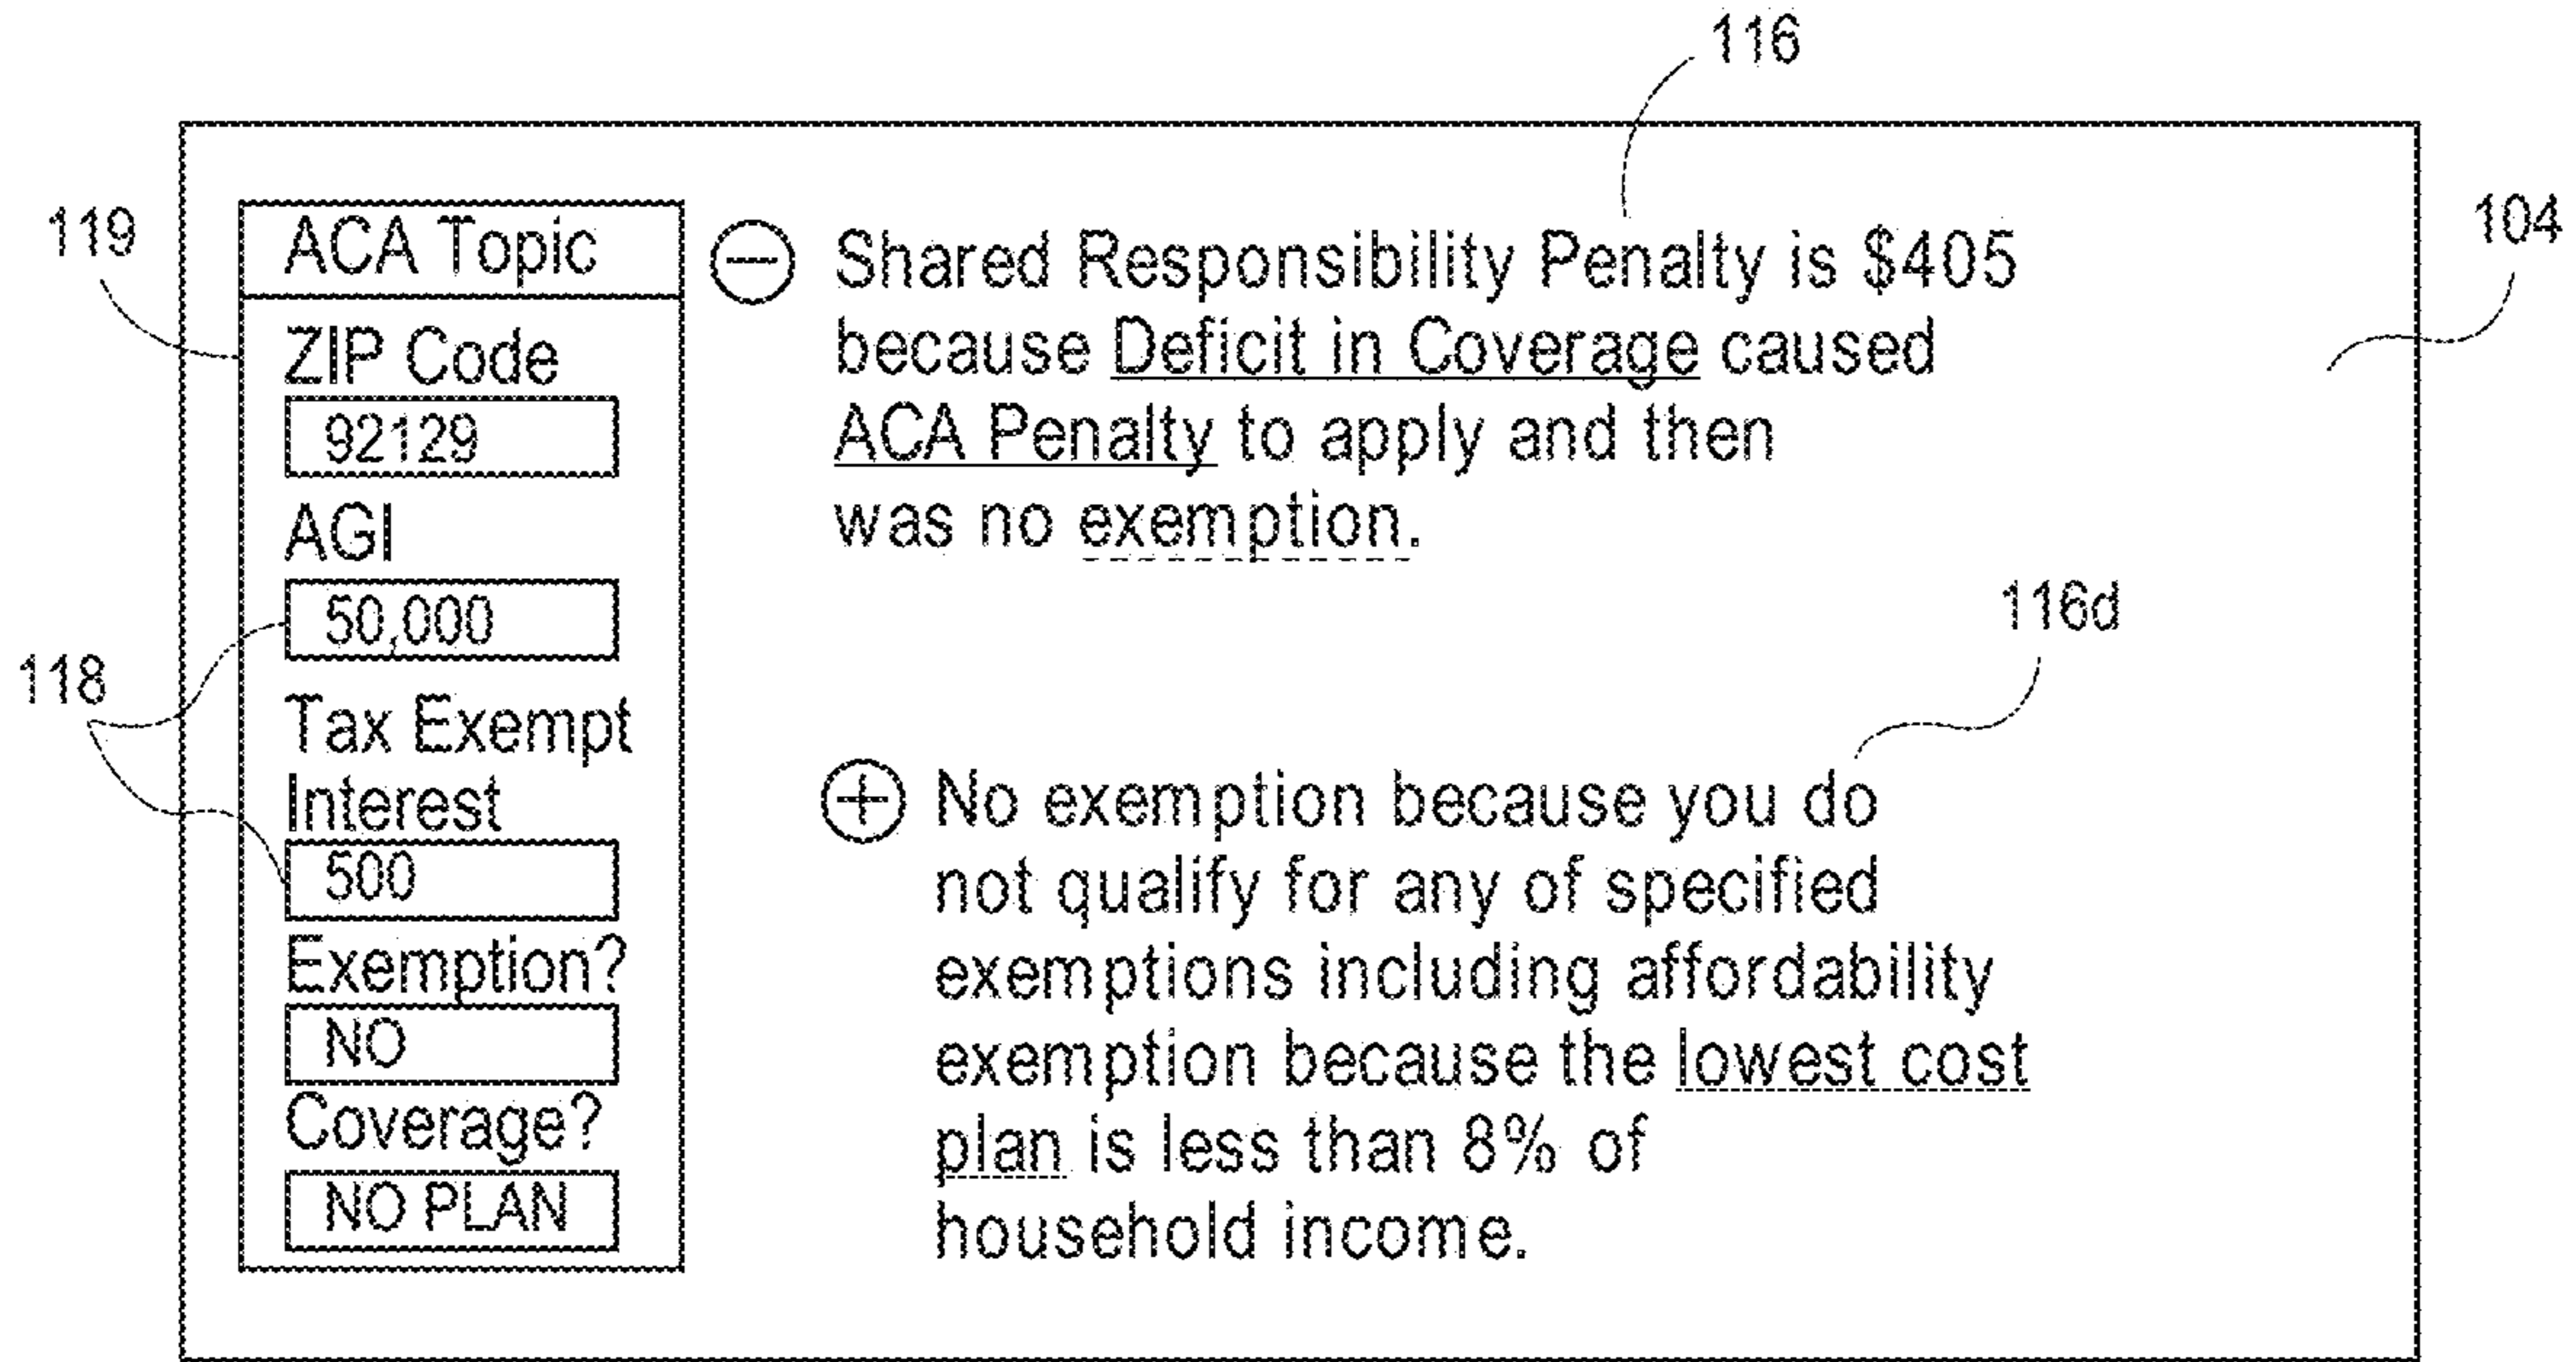 116
119
104
ACA Topic
ZIP Code
92129
AGI
50,000
118
Tax Exempt
Interest
500
Exemption?
NO
Coverage?
NO PLAN
Shared Responsibility Penalty is $405
because Deficit in Coverage caused
ACA Penalty to apply and then
was no exemption.
116d
No exemption because you do
not qualify for any of specified
exemptions including affordability
exemption because the lowest cost
plan is less than 8% of
household income.